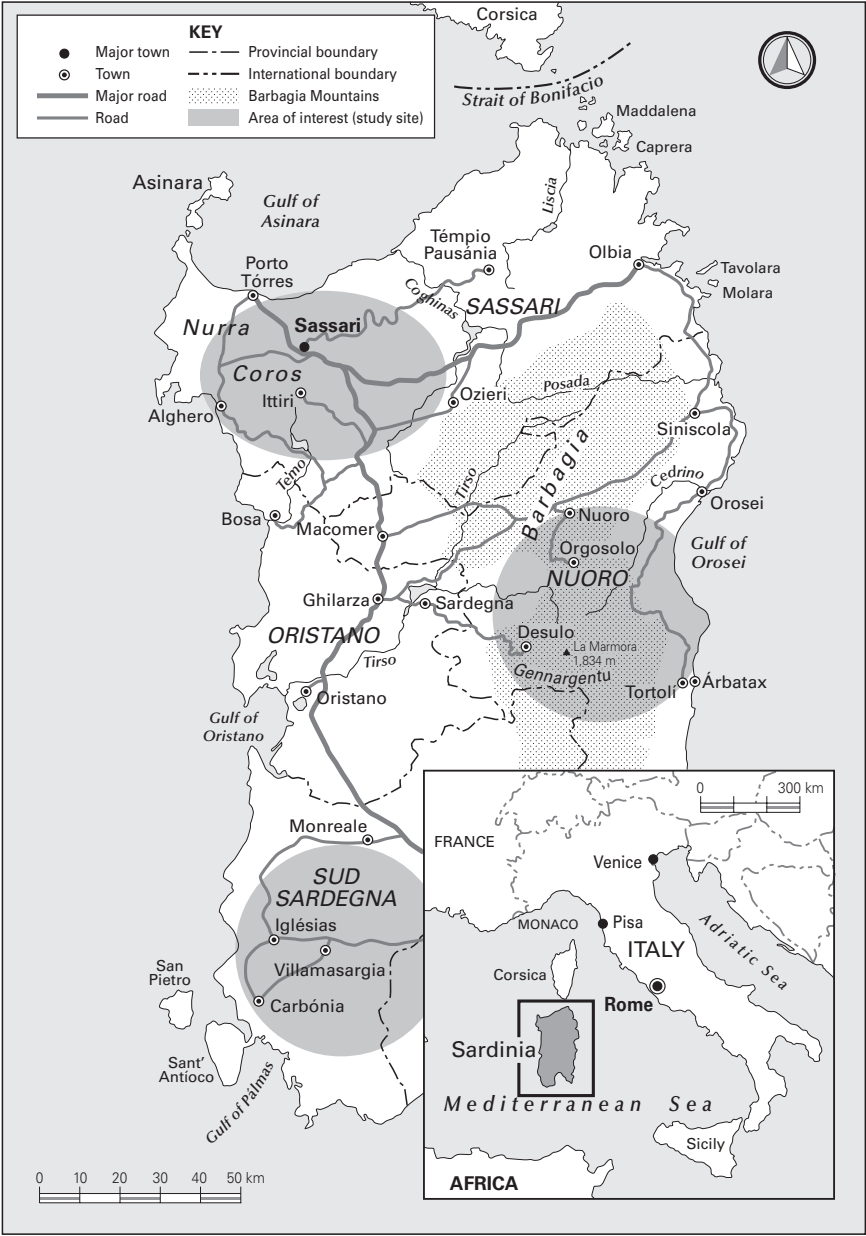 Corsica
KEY
Major town
Town
Major road
Road
Provincial boundary
International boundary
Barbagia Mountains
Area of interest (study site)
Strait of Bonifacio
Maddalena
Caprera
Asinara
Gulf of
Asinara
Liscia
Témpio
Pausánia
Olbia
Tavolara
Molara
Porto
Tórres
Coghinas
SASSARI
Nurra
Sassari
Coros
Ittiri
Ozieri
Posada
Alghero
Siniscola
Temo
Tirso
Barbagia
Cedrino
Orosei
Bosa
Macomer
Nuoro
Orgosolo
Gulf of
Orosei
NUORO
Ghilarza
Sardegna
ORISTANO
Desulo
La Marmora
1,834 m
Tirso
Gennargentu
Oristano
Tortolì
Árbatax
Gulf of
Oristano
Monreale
SUD
SARDEGNA
Iglésias
Villamasargia
San
Pietro
Carbónia
Sant'
Antíoco
Gulf of Pálmas
0 10 20 30 40 50 km
0 300 km
FRANCE
Venice
MONACO
Pisa
Adriatic Sea
ITALY
Corsica
Rome
Sardinia
Mediterranean Sea
Sicily
AFRICA